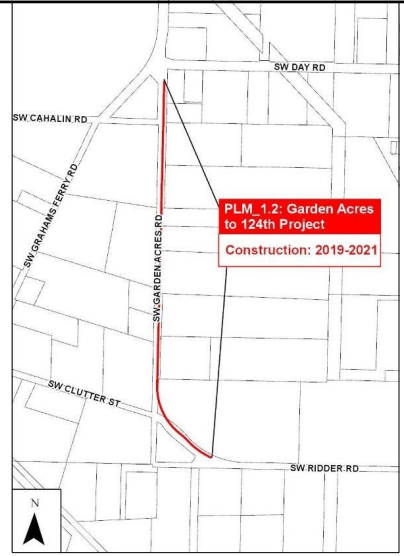 SW DAY RD
SW CAHALIN RD
SW GRAHAMS FERRY RD
PLM_1.2: Garden Acres
to 124th Project
Construction: 2019-2021
SW GARDEN ACRES RD
SW CLUTTER ST
SW RIDDER RD
N